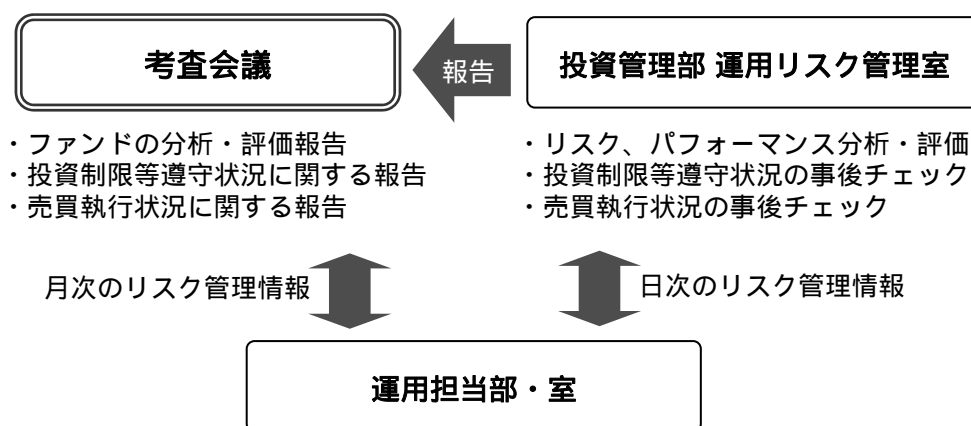 考査会議
報告
投資管理部 運用リスク管理室
・ファンドの分析・評価報告
・投資制限等遵守状況に関する報告
・売買執行状況に関する報告
・リスク、パフォーマンス分析・評価
・投資制限等遵守状況の事後チェック
・売買執行状況の事後チェック
月次のリスク管理情報
日次のリスク管理情報
運用担当部・室